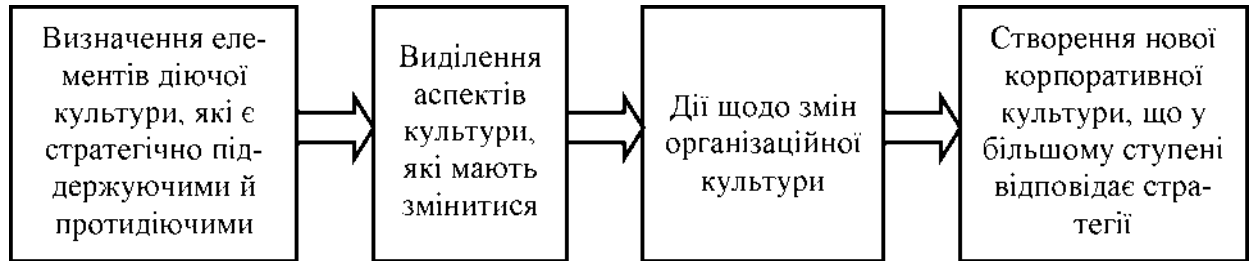 Визначення еле-
ментів діючої
культури, які є
стратегічно під-
держуючими й
протидіючими
Виділення
аспектів
культури,
які мають
змінитися
Дії щодо змін
організаційної
культури
Створення нової
корпоративної
культури, що у
більшому ступені
відповідає стра-
тегії